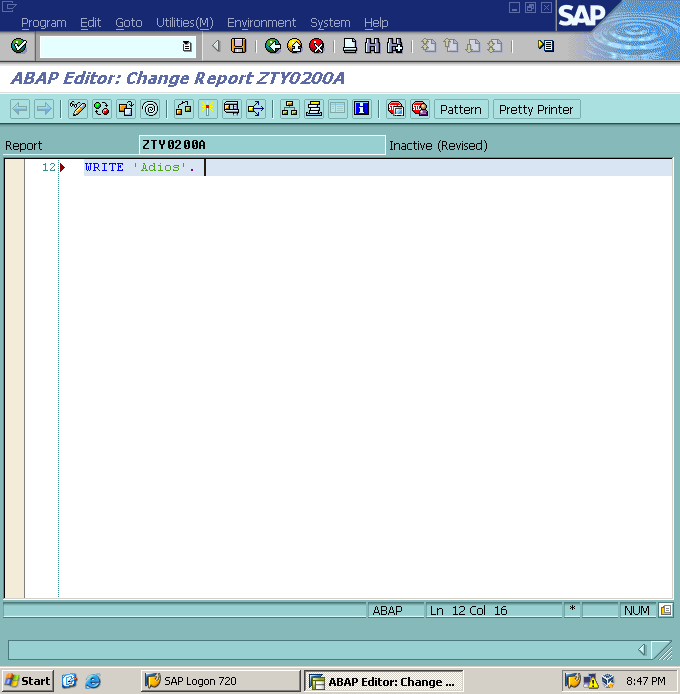 Program Edit Goto Utilities(M) Environment System Help
SAP
ABAP Editor: Change Report ZTY0200A
Pattern Pretty Printer
Report ZTY0200A Inactive (Revised)
12 WRITE 'Adios'.
ABAP Ln 12 Col 16 * NUM
Start SAP Logon 720 ABAP Editor: Change ... 8:47 PM